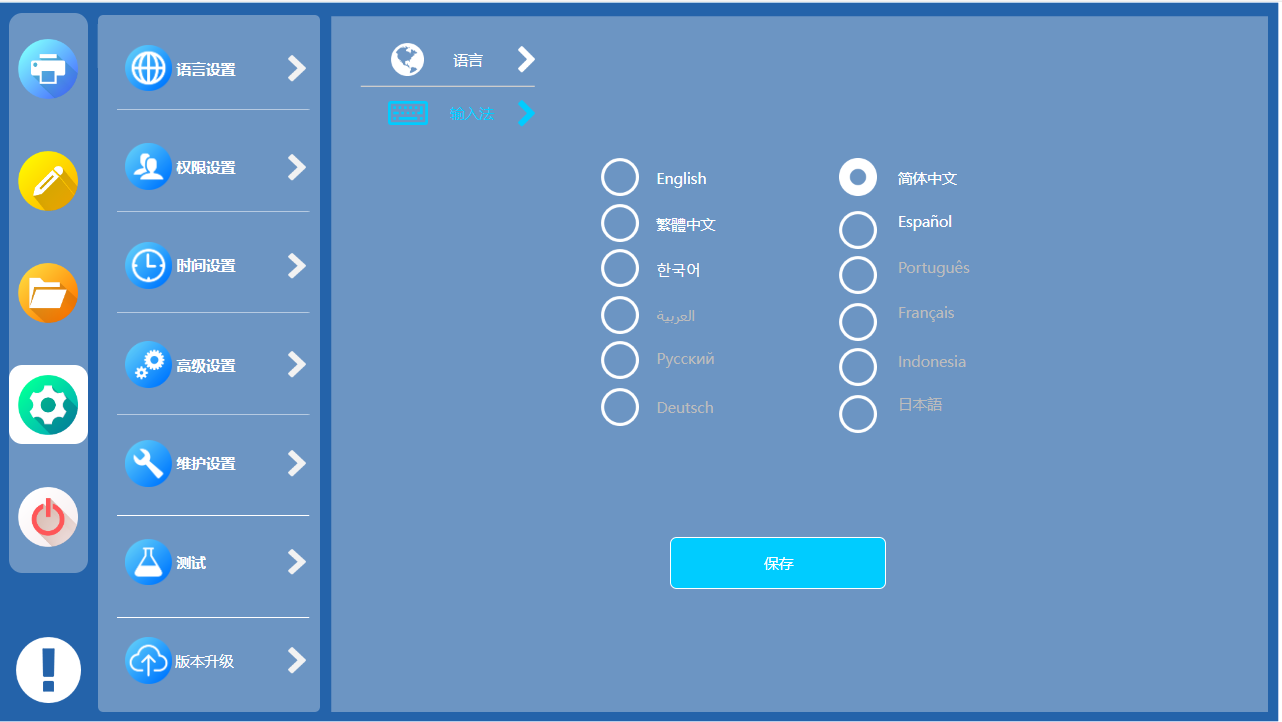 语言设置
权限设置
时间设置
高级设置
维护设置
测试
版本升级
语言
输入法
English
简体中文
繁體中文
Español
한국어
Português
العربية
Français
Русский
Indonesia
Deutsch
日本語
保存